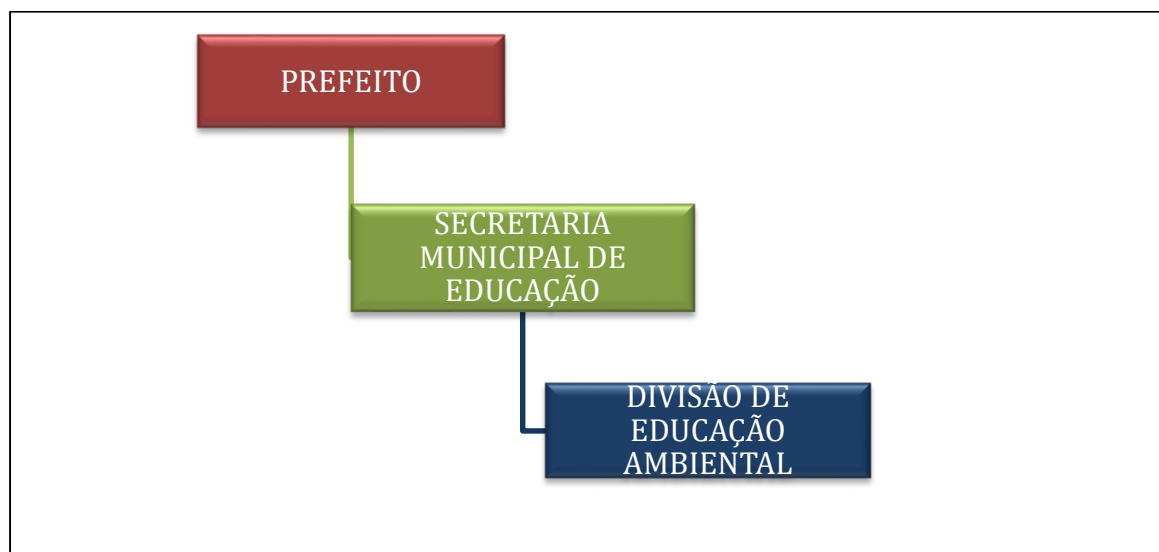 PREFEITO
SECRETARIA
MUNICIPAL DE
EDUCAÇÃO
DIVISÃO DE
EDUCAÇÃO
AMBIENTAL